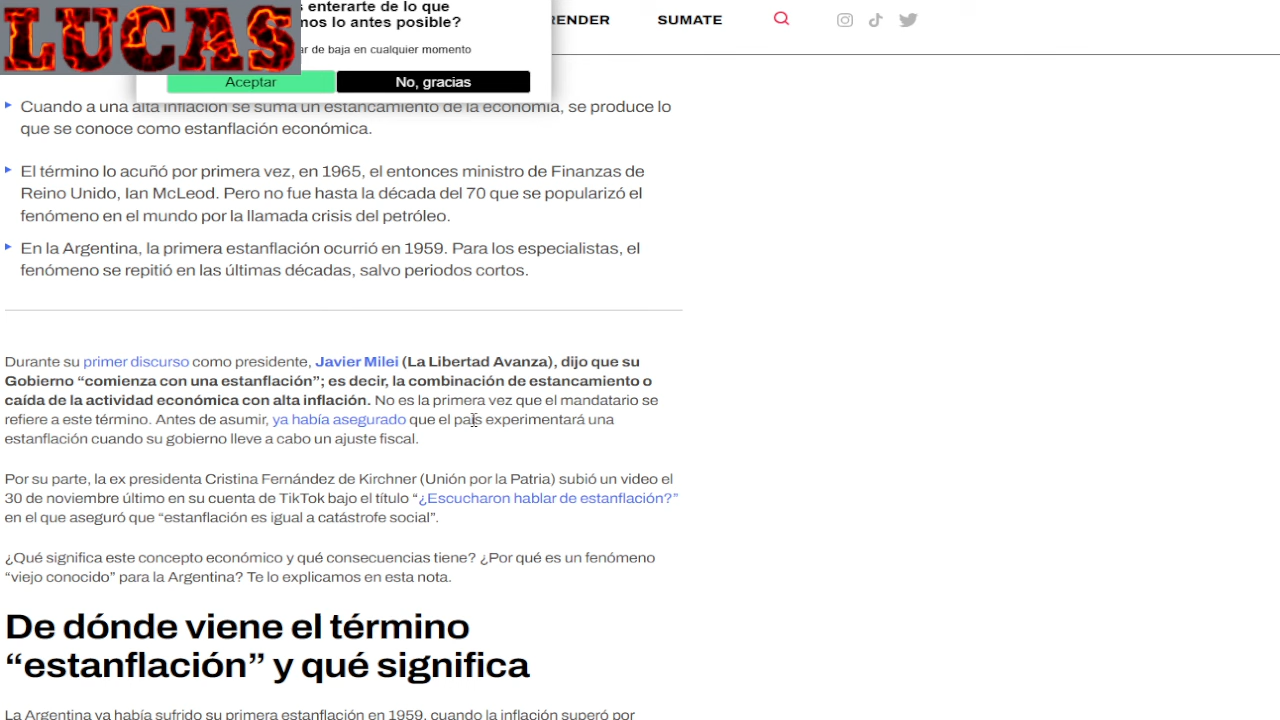 LUCAS
s enterarte de lo que
mos lo antes posible?
ar de baja en cualquier momento
Aceptar
No, gracias
RENDER
SUMATE
Cuando a una alta inflación se suma un estancamiento de la economía, se produce lo
que se conoce como estanflación económica.
El término lo acuñó por primera vez, en 1965, el entonces ministro de Finanzas de
Reino Unido, Ian McLeod. Pero no fue hasta la década del 70 que se popularizó el
fenómeno en el mundo por la llamada crisis del petróleo.
En la Argentina, la primera estanflación ocurrió en 1959. Para los especialistas, el
fenómeno se repitió en las últimas décadas, salvo periodos cortos.
Durante su primer discurso como presidente, Javier Milei (La Libertad Avanza), dijo que su
Gobierno “comienza con una estanflación”; es decir, la combinación de estancamiento o
caída de la actividad económica con alta inflación. No es la primera vez que el mandatario se
refiere a este término. Antes de asumir, ya había asegurado que el país experimentará una
estanflación cuando su gobierno lleve a cabo un ajuste fiscal.
Por su parte, la ex presidenta Cristina Fernández de Kirchner (Unión por la Patria) subió un video el
30 de noviembre último en su cuenta de TikTok bajo el título “¿Escucharon hablar de estanflación?”
en el que aseguró que “estanflación es igual a catástrofe social”.
¿Qué significa este concepto económico y qué consecuencias tiene? ¿Por qué es un fenómeno
“viejo conocido” para la Argentina? Te lo explicamos en esta nota.
De dónde viene el término
“estanflación” y qué significa
La Argentina ya había sufrido su primera estanflación en 1959, cuando la inflación superó por